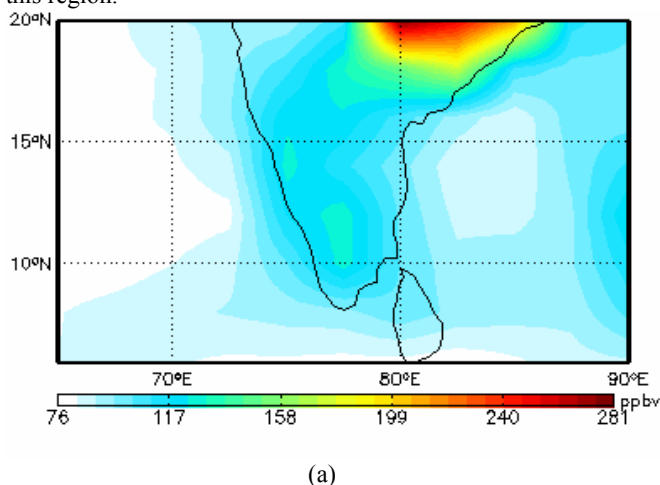 this region.
20ºN
15ºN
10ºN
70ºE 80ºE 90ºE
76 117 158 199 240 281 ppbv
(a)